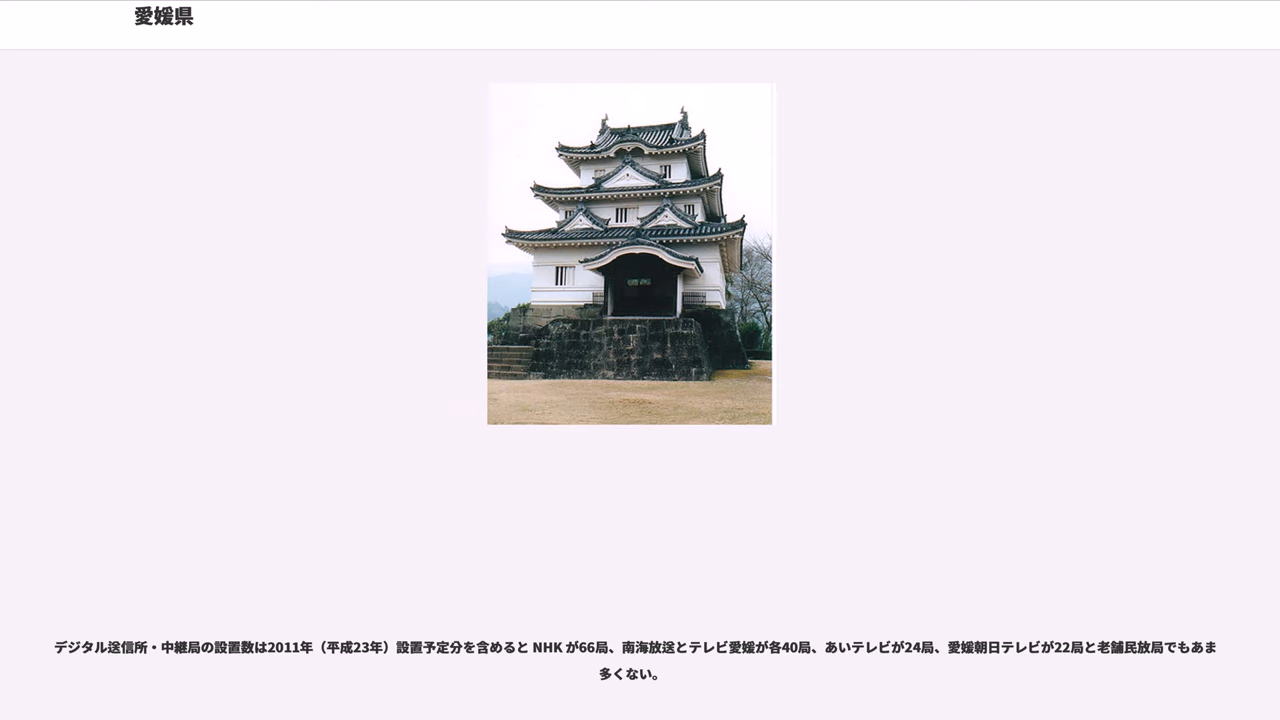 愛媛県
デジタル送信所・中継局の設置数は2011年（平成23年）設置予定分を含めると NHK が66局、南海放送とテレビ愛媛が各40局、あいテレビが24局、愛媛朝日テレビが22局と老舗民放局でもあま
多くない。